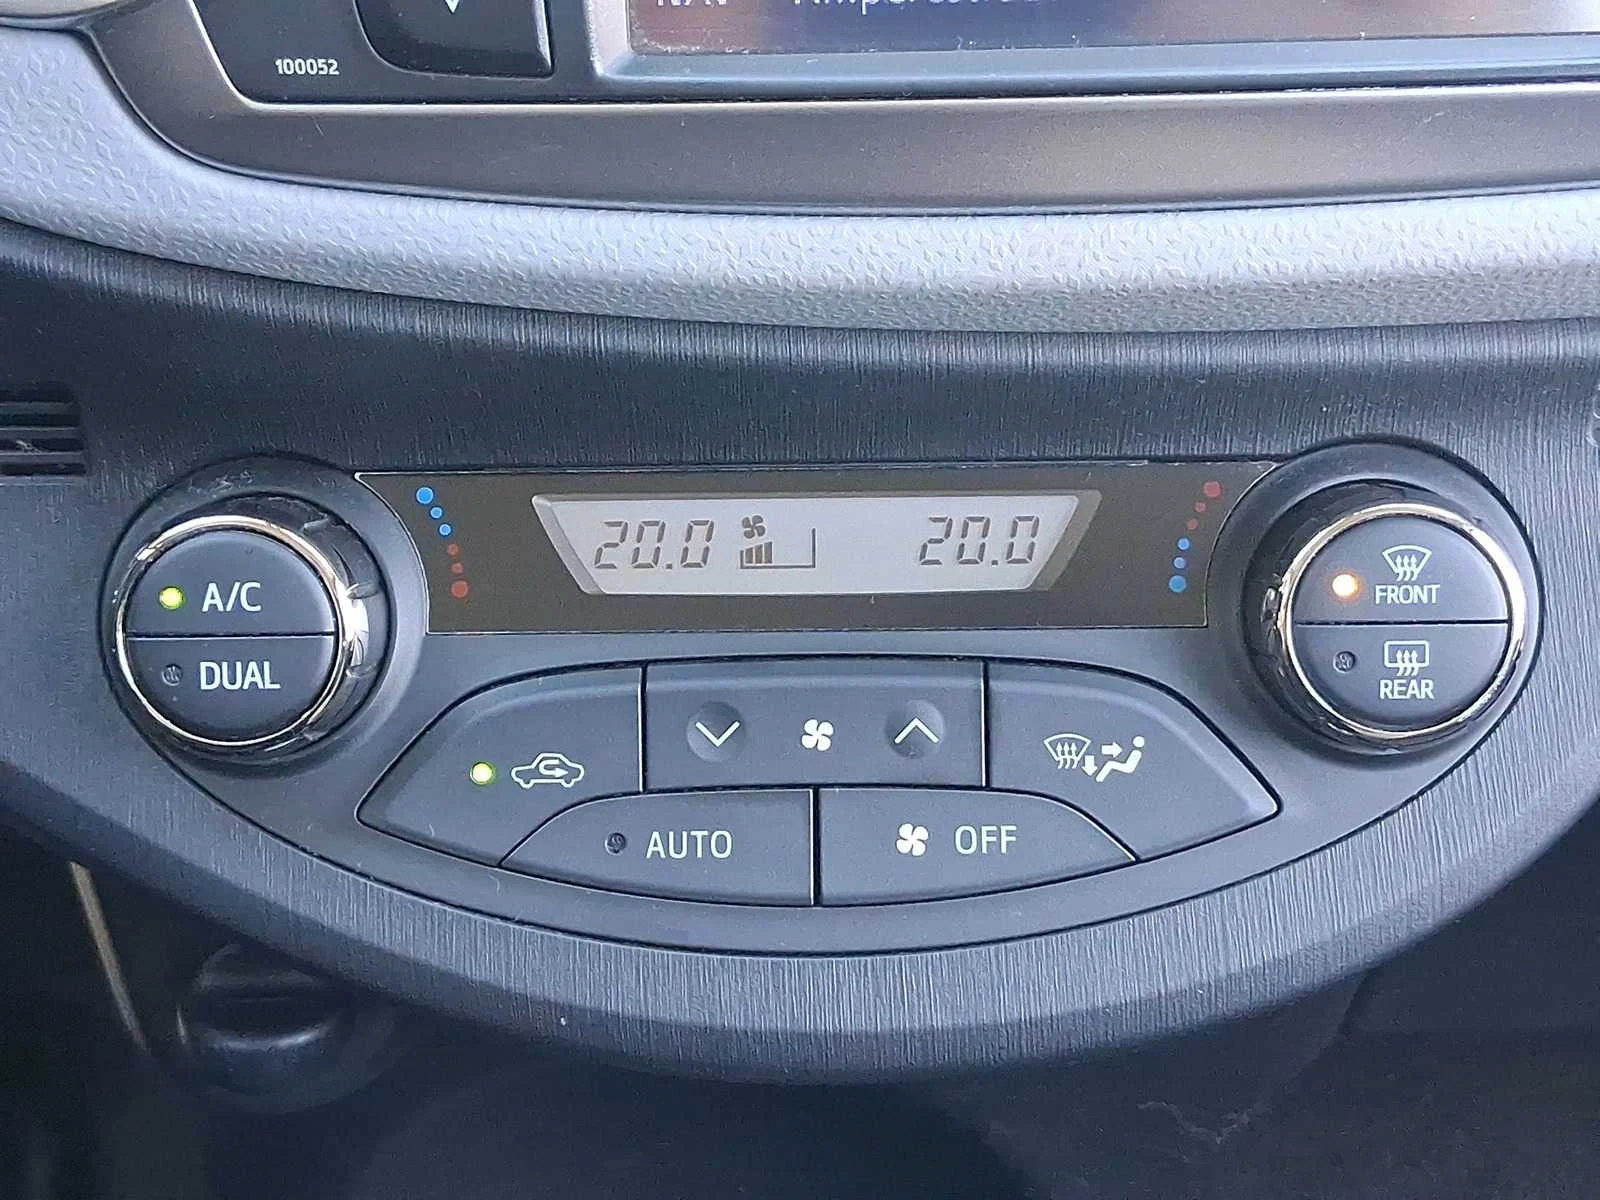 100052
20.0 20.0
A/C
DUAL
FRONT
REAR
AUTO
OFF